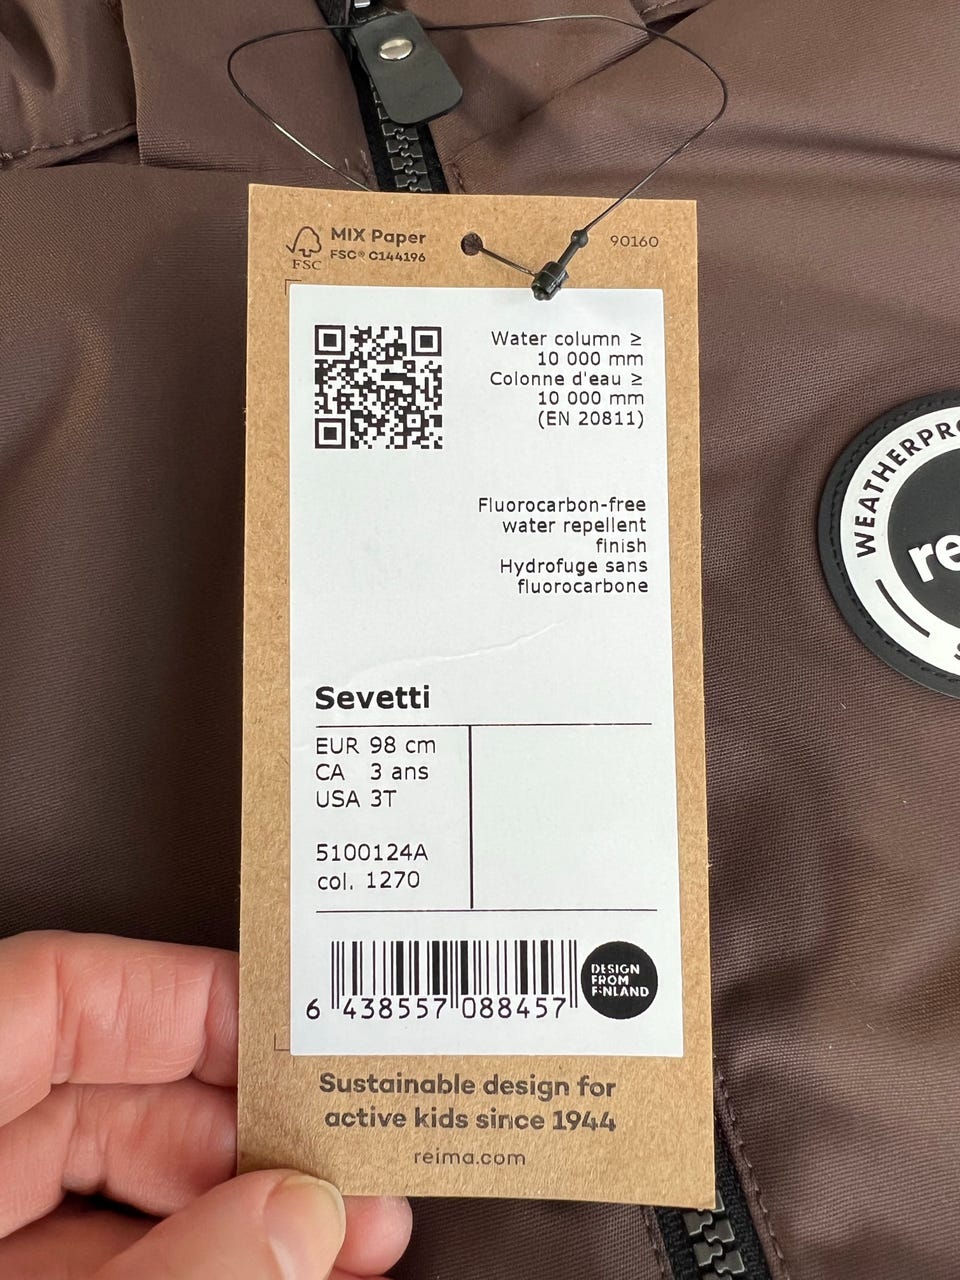 MIX Paper
FSC® C144196
FSC
90160
Water column ≥
10 000 mm
Colonne d'eau ≥
10 000 mm
(EN 20811)
Fluorocarbon-free
water repellent
finish
Hydrofuge sans
fluorocarbone
Sevetti
EUR 98 cm
CA 3 ans
USA 3T
5100124A
col. 1270
6 438557 088457
DESIGN
FROM
FINLAND
Sustainable design for
active kids since 1944
reima.com